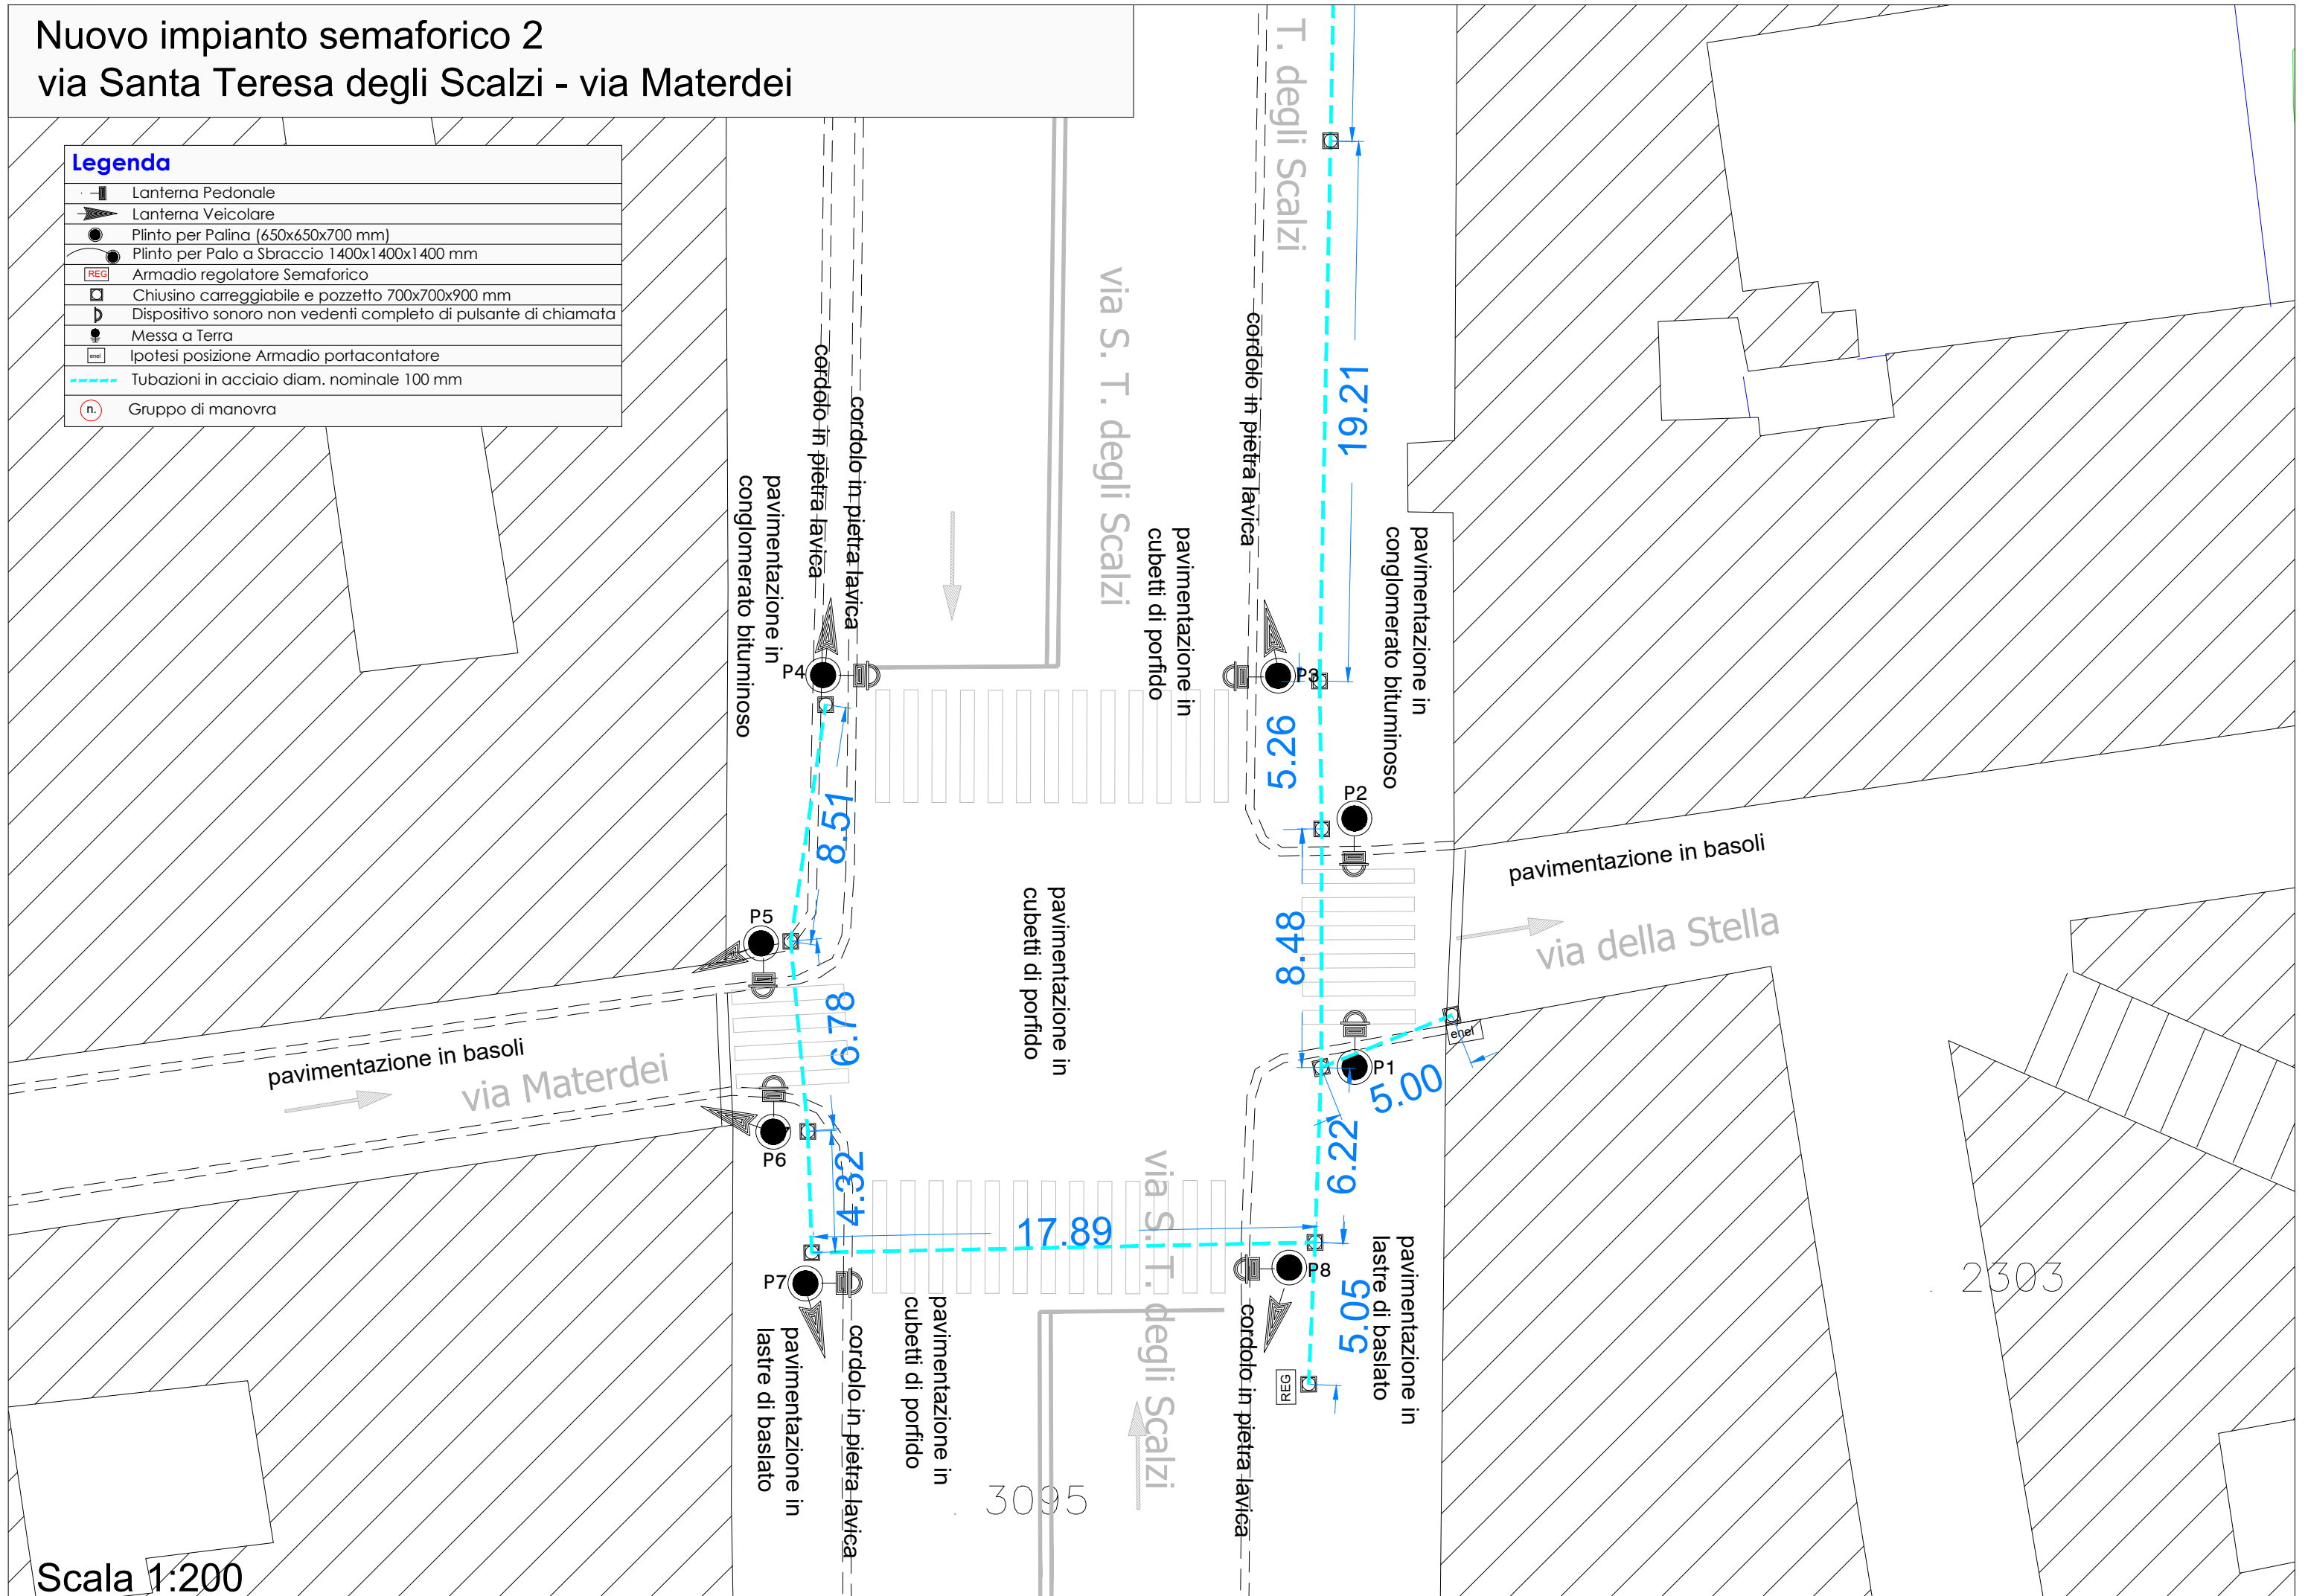 Nuovo impianto semaforico 2
via Santa Teresa degli Scalzi - via Materdei
Legenda
Lanterna Pedonale
Lanterna Veicolare
Plinto per Palina (650x650x700 mm)
Plinto per Palo a Sbraccio 1400x1400x1400 mm
REG
Armadio regolatore Semaforico
Chiusino carreggiabile e pozzetto 700x700x900 mm
Dispositivo sonoro non vedenti completo di pulsante di chiamata
Messa a Terra
enel
Ipotesi posizione Armadio portacontatore
Tubazioni in acciaio diam. nominale 100 mm
n.
Gruppo di manovra
T. degli Scalzi
via S. T. degli Scalzi
cordolo in pietra lavica
cordolo in pietra lavica
cordolo in pietra lavica
19.21
pavimentazione in
conglomerato bituminoso
pavimentazione in
cubetti di porfido
pavimentazione in
conglomerato bituminoso
P4
P3
5.26
P2
8.51
pavimentazione in basoli
via della Stella
P5
8.48
pavimentazione in
cubetti di porfido
6.78
pavimentazione in basoli
via Materdei
enel
P1
5.00
P6
4.32
6.22
17.89
via S. T. degli Scalzi
P7
P8
5.05
pavimentazione in
lastre di baslato
2303
pavimentazione in
lastre di baslato
cordolo in pietra lavica
pavimentazione in
cubetti di porfido
cordolo in pietra lavica
REG
3095
Scala 1:200